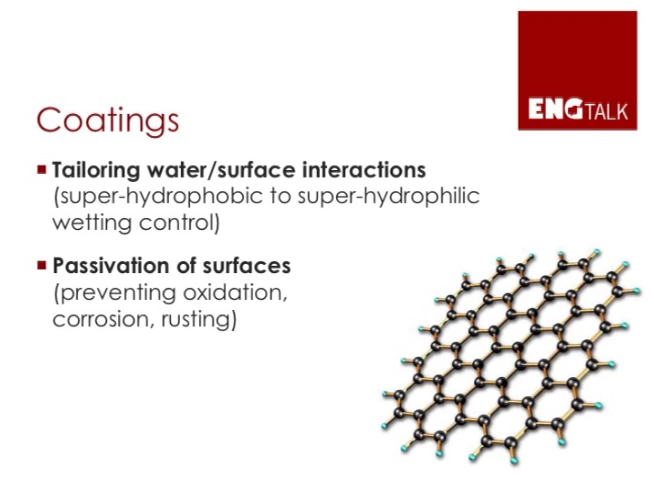 ENGTALK
Coatings
Tailoring water/surface interactions
(super-hydrophobic to super-hydrophilic
wetting control)
Passivation of surfaces
(preventing oxidation,
corrosion, rusting)